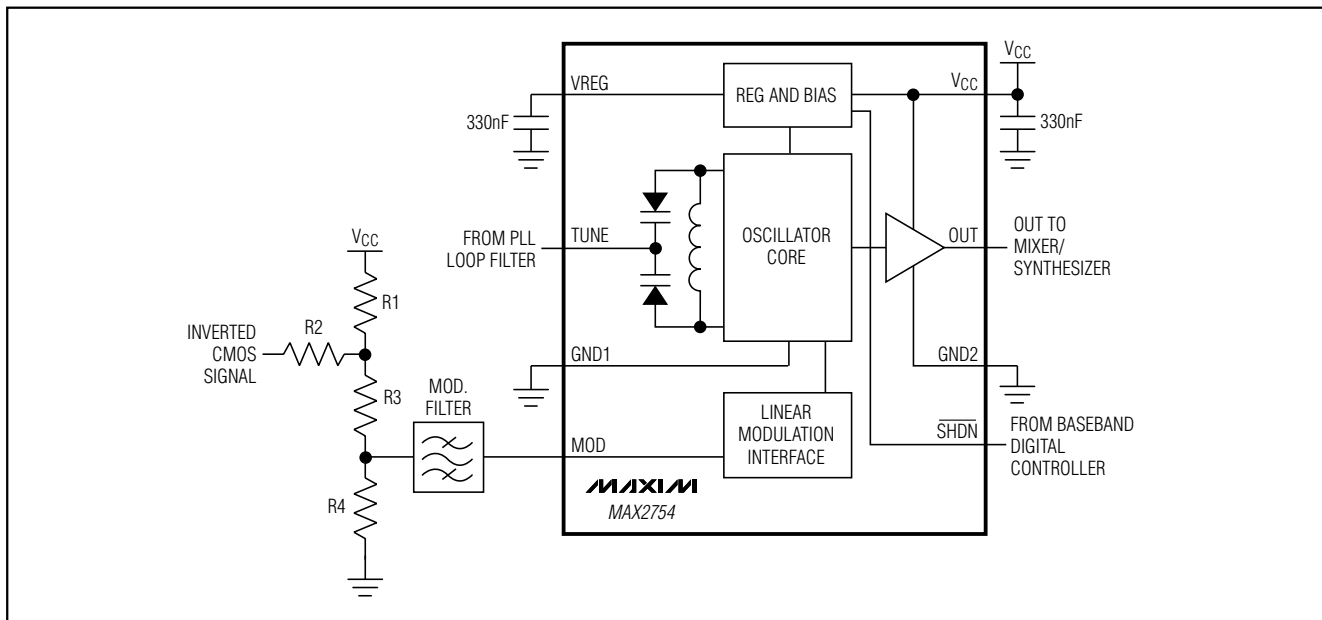 VREG
REG AND BIAS
VCC
VCC
330nF
330nF
FROM PLL
LOOP FILTER
TUNE
OSCILLATOR
CORE
OUT
OUT TO
MIXER/
SYNTHESIZER
VCC
R1
INVERTED
CMOS
SIGNAL
R2
R3
GND1
GND2
MOD.
FILTER
MOD
LINEAR
MODULATION
INTERFACE
SHDN
FROM BASEBAND
DIGITAL
CONTROLLER
R4
MAXIM
MAX2754